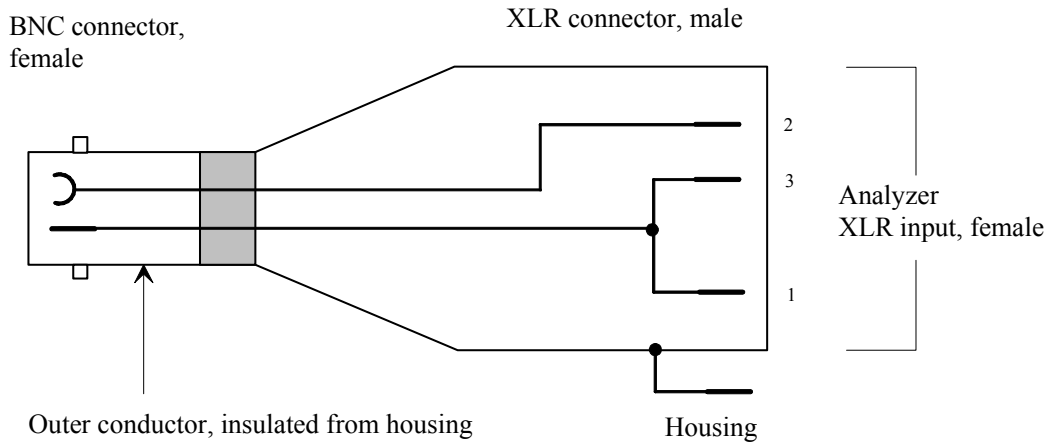 BNC connector,
female
XLR connector, male
2
3
Analyzer
XLR input, female
1
Outer conductor, insulated from housing
Housing